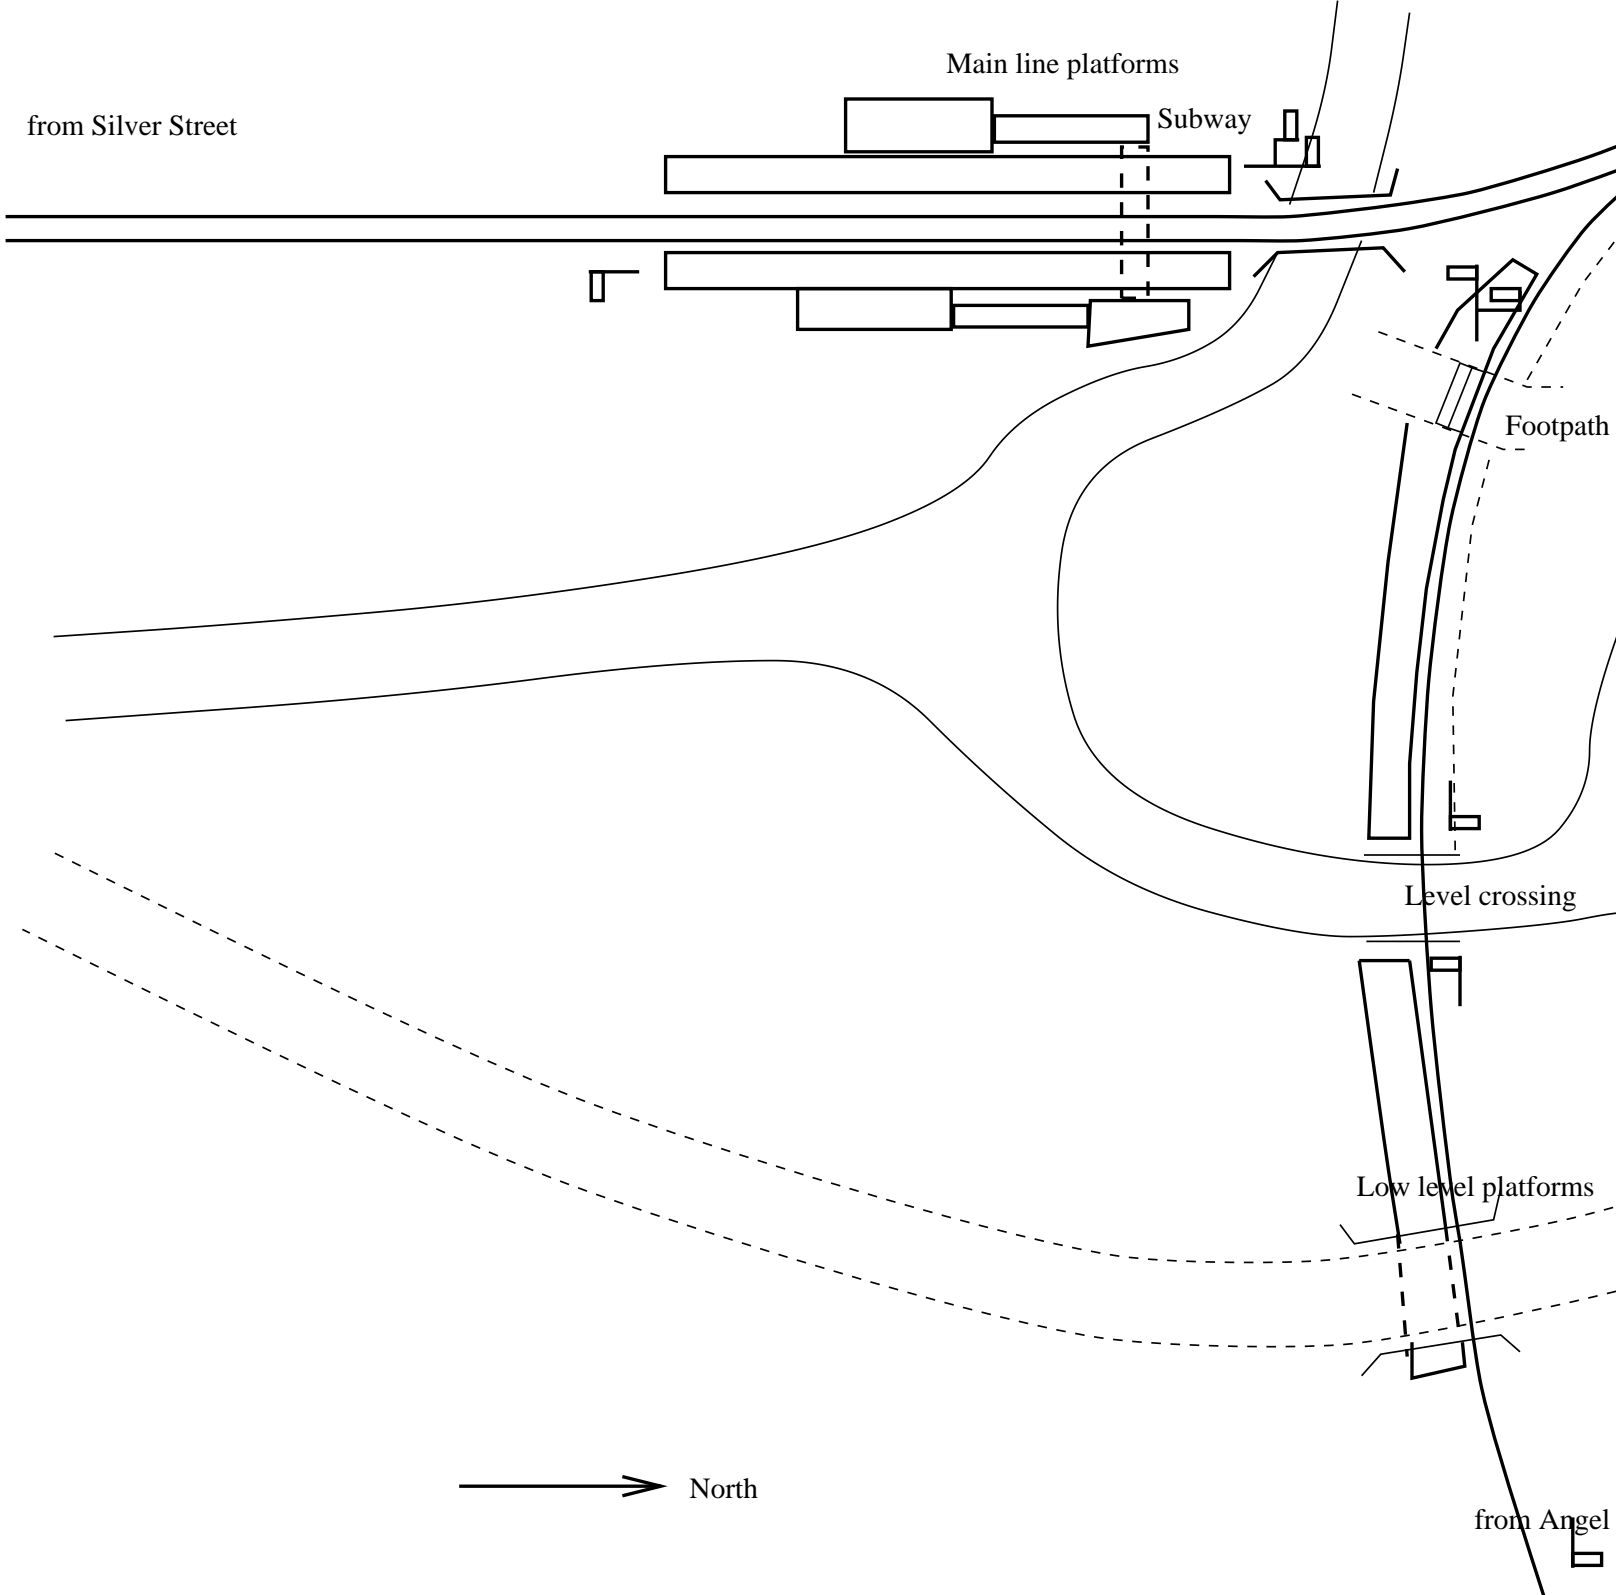 Main line platforms
Subway
from Silver Street
Footpath
Level crossing
Low level platforms
North
from Angel